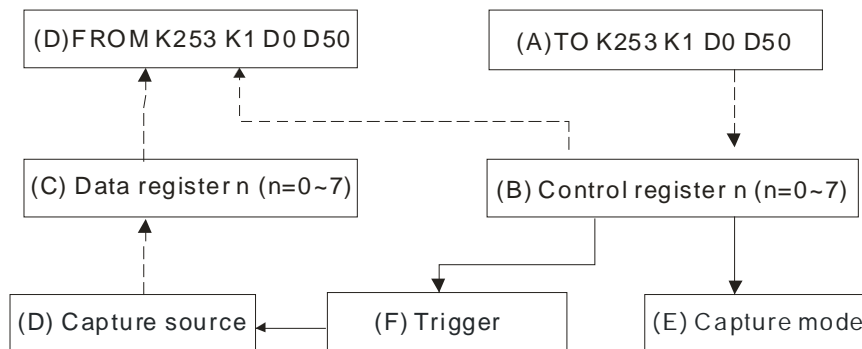 (D)FROM K253 K1 D0 D50
(A)TO K253 K1 D0 D50
(C) Data register n (n=0~7)
(B) Control register n (n=0~7)
(D) Capture source
(F) Trigger
(E) Capture mode